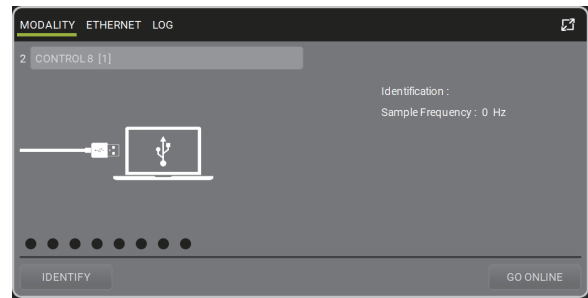 MODALITY ETHERNET LOG
2 CONTROL 8 [1]
Identification :
Sample Frequency : 0 Hz
IDENTIFY
GO ONLINE